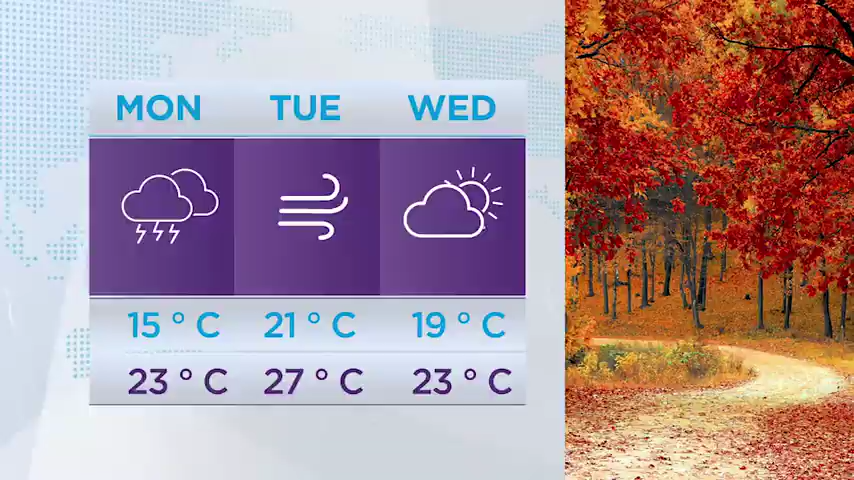 MON TUE WED
15 ° C 21 ° C 19 ° C
23 ° C 27 ° C 23 ° C